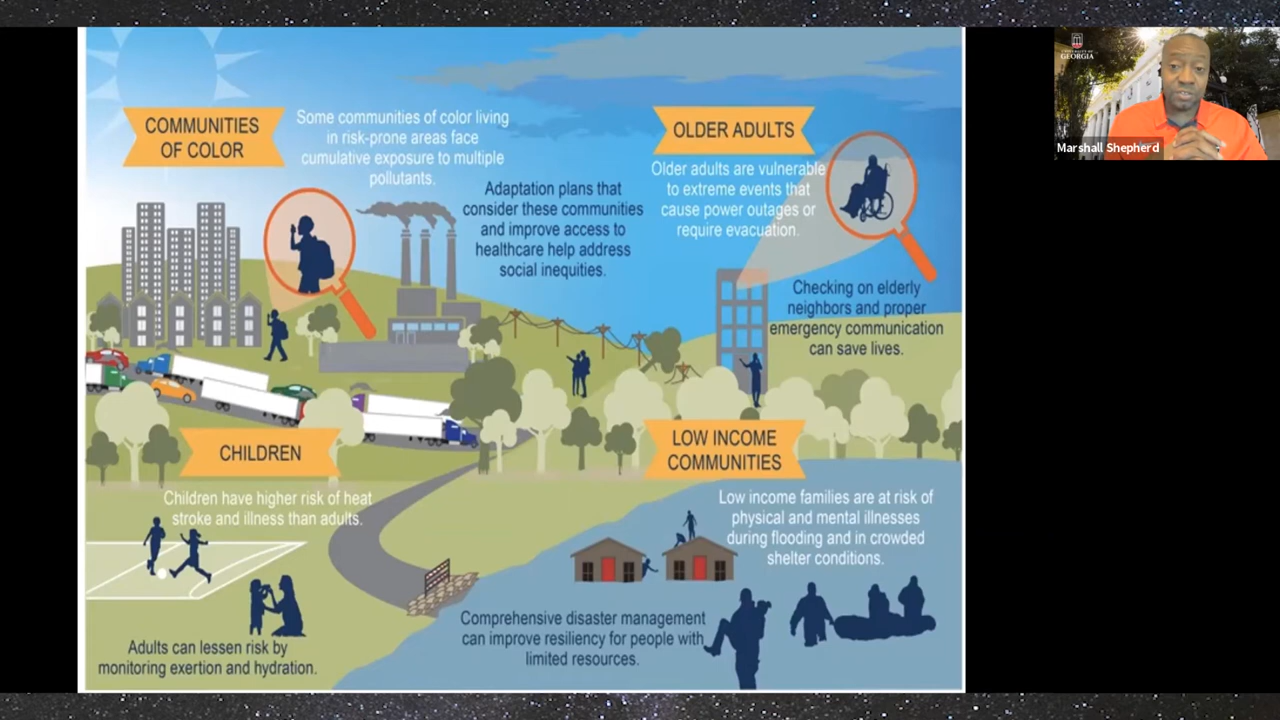 COMMUNITIES
OF COLOR
Some communities of color living
in risk-prone areas face
cumulative exposure to multiple
pollutants.
Adaptation plans that
consider these communities
and improve access to
healthcare help address
social inequities.
OLDER ADULTS
Older adults are vulnerable
to extreme events that
cause power outages or
require evacuation.
Checking on elderly
neighbors and proper
emergency communication
can save lives.
CHILDREN
Children have higher risk of heat
stroke and illness than adults.
Adults can lessen risk by
monitoring exertion and hydration.
LOW INCOME
COMMUNITIES
Low income families are at risk of
physical and mental illnesses
during flooding and in crowded
shelter conditions.
Comprehensive disaster management
can improve resiliency for people with
limited resources.
UNIVERSITY OF
GEORGIA
Marshall Shepherd